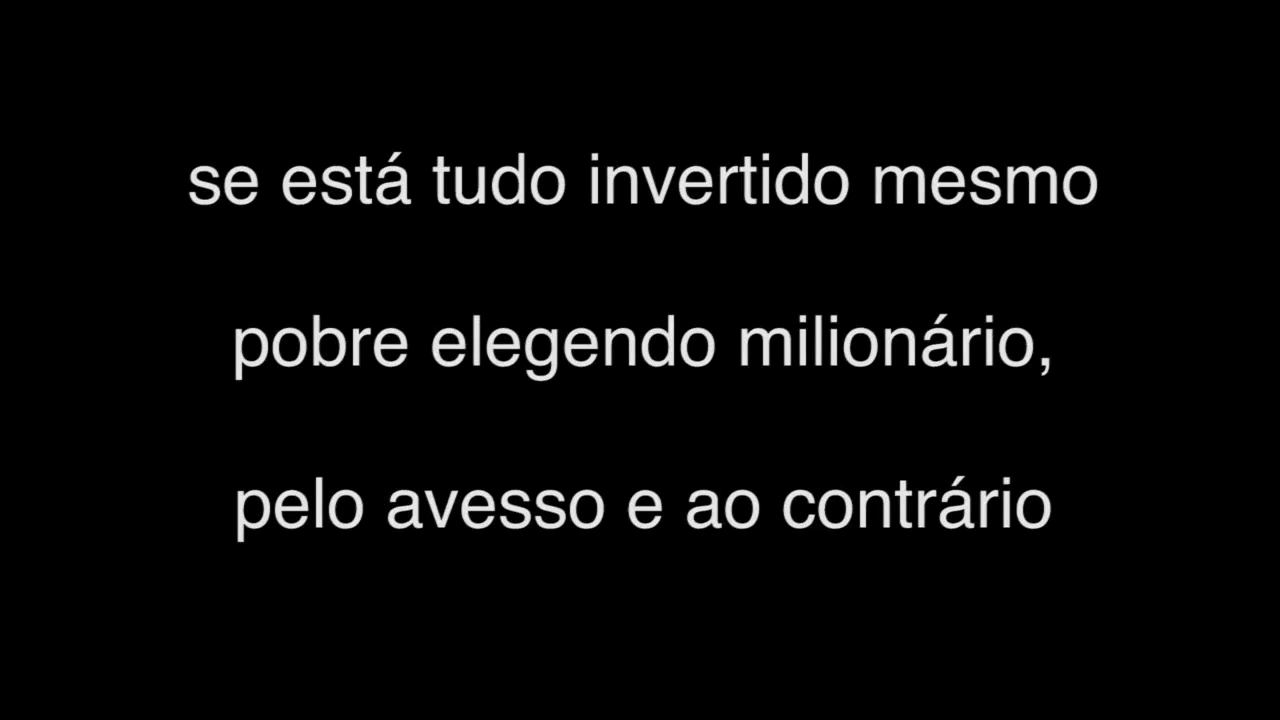 se está tudo invertido mesmo
pobre elegendo milionário,
pelo avesso e ao contrário